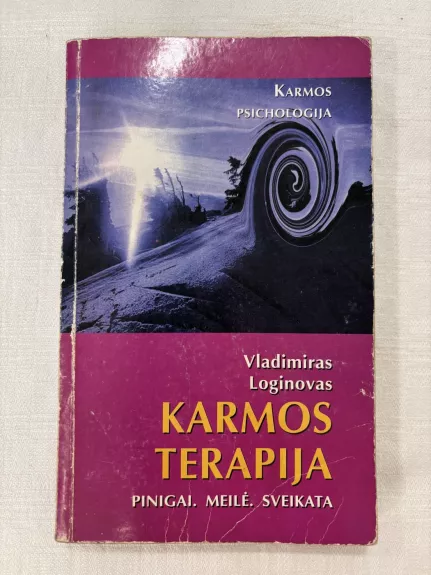 KARMOS
PSICHOLOGIJA
Vladimiras
Loginovas
KARMOS
TERAPIJA
PINIGAI. MEILĖ. SVEIKATA